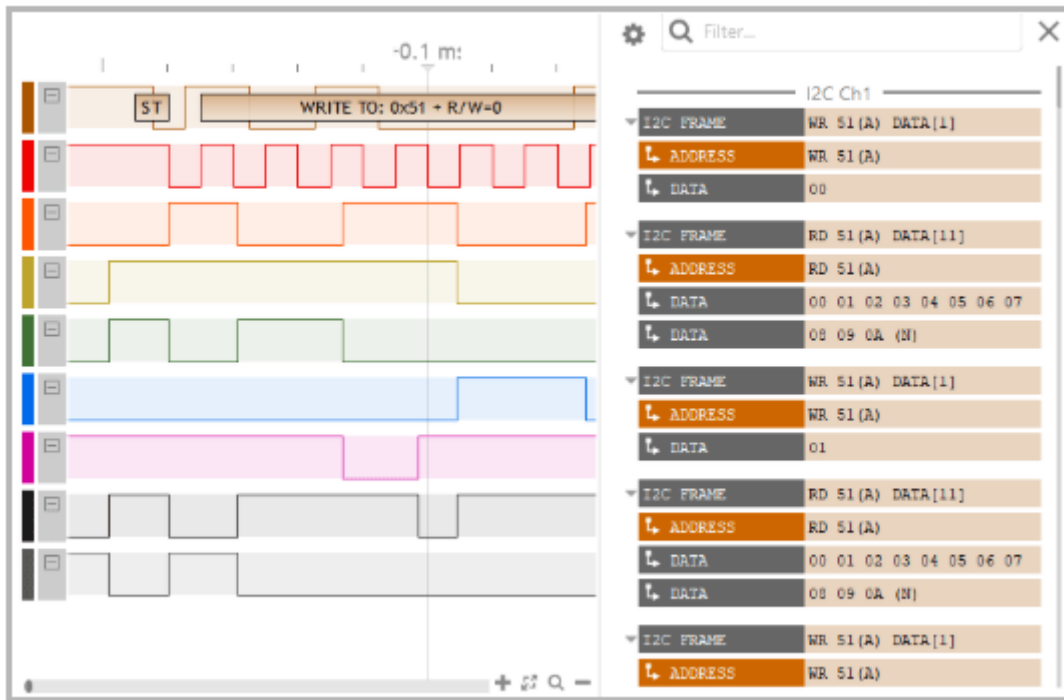 -0.1 m:
ST
WRITE TO: 0x51 + R/W=0
Filter...
I2C Ch1
I2C FRAME WR 51(A) DATA[1]
ADDRESS WR 51(A)
DATA 00
I2C FRAME RD 51(A) DATA[11]
ADDRESS RD 51(A)
DATA 00 01 02 03 04 05 06 07
DATA 08 09 0A (N)
I2C FRAME WR 51(A) DATA[1]
ADDRESS WR 51(A)
DATA 01
I2C FRAME RD 51(A) DATA[11]
ADDRESS RD 51(A)
DATA 00 01 02 03 04 05 06 07
DATA 08 09 0A (N)
I2C FRAME WR 51(A) DATA[1]
ADDRESS WR 51(A)